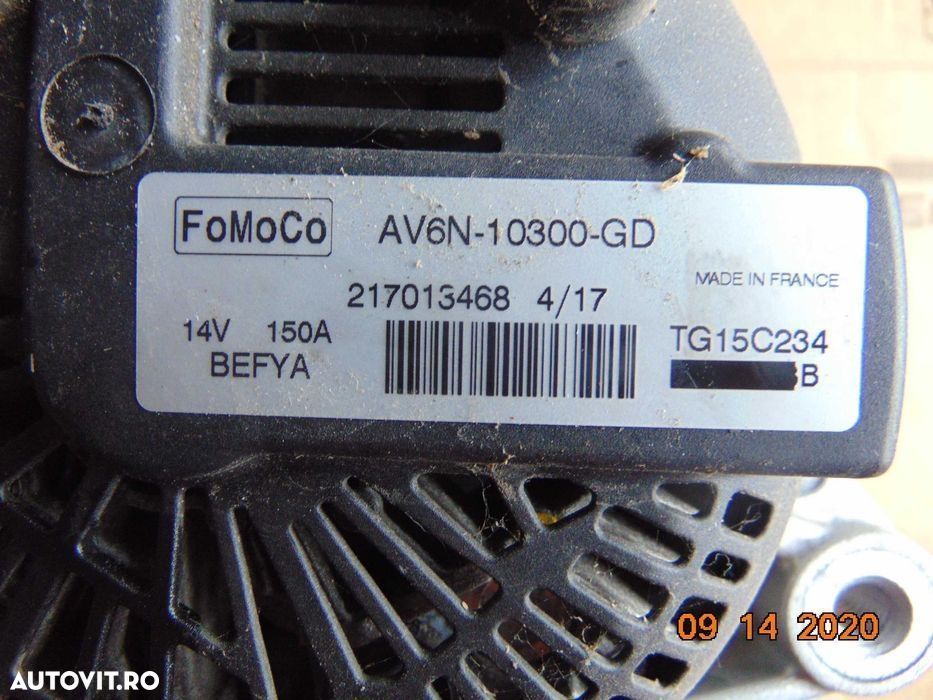 FoMoCo AV6N-10300-GD
MADE IN FRANCE
217013468 4/17
14V 150A
TG15C234
BEFYA
B
09 14 2020
AUTOVIT.RO